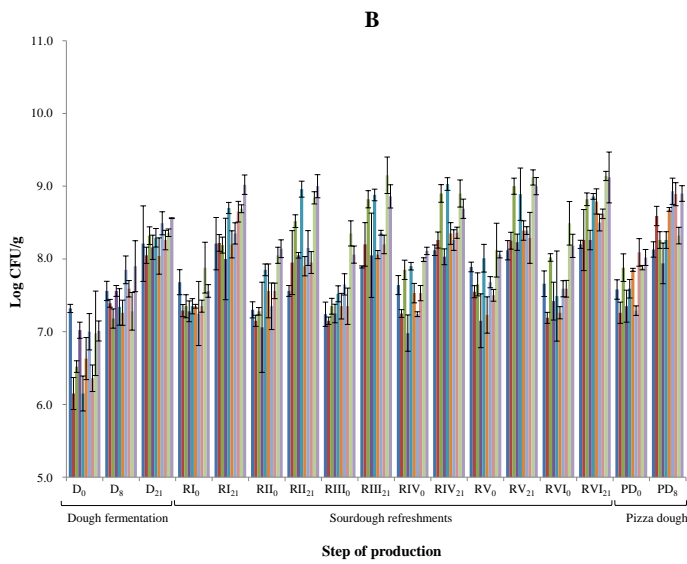 B
11.0
10.0
9.0
8.0
7.0
6.0
5.0
Log CFU/g
D₀ D₈ D₂₁ RI₀ RI₂₁ RII₀ RII₂₁ RIII₀ RIII₂₁ RIV₀ RIV₂₁ RV₀ RV₂₁ RVI₀ RVI₂₁ PD₀ PD₈
Dough fermentation Sourdough refreshments Pizza dough
Step of production